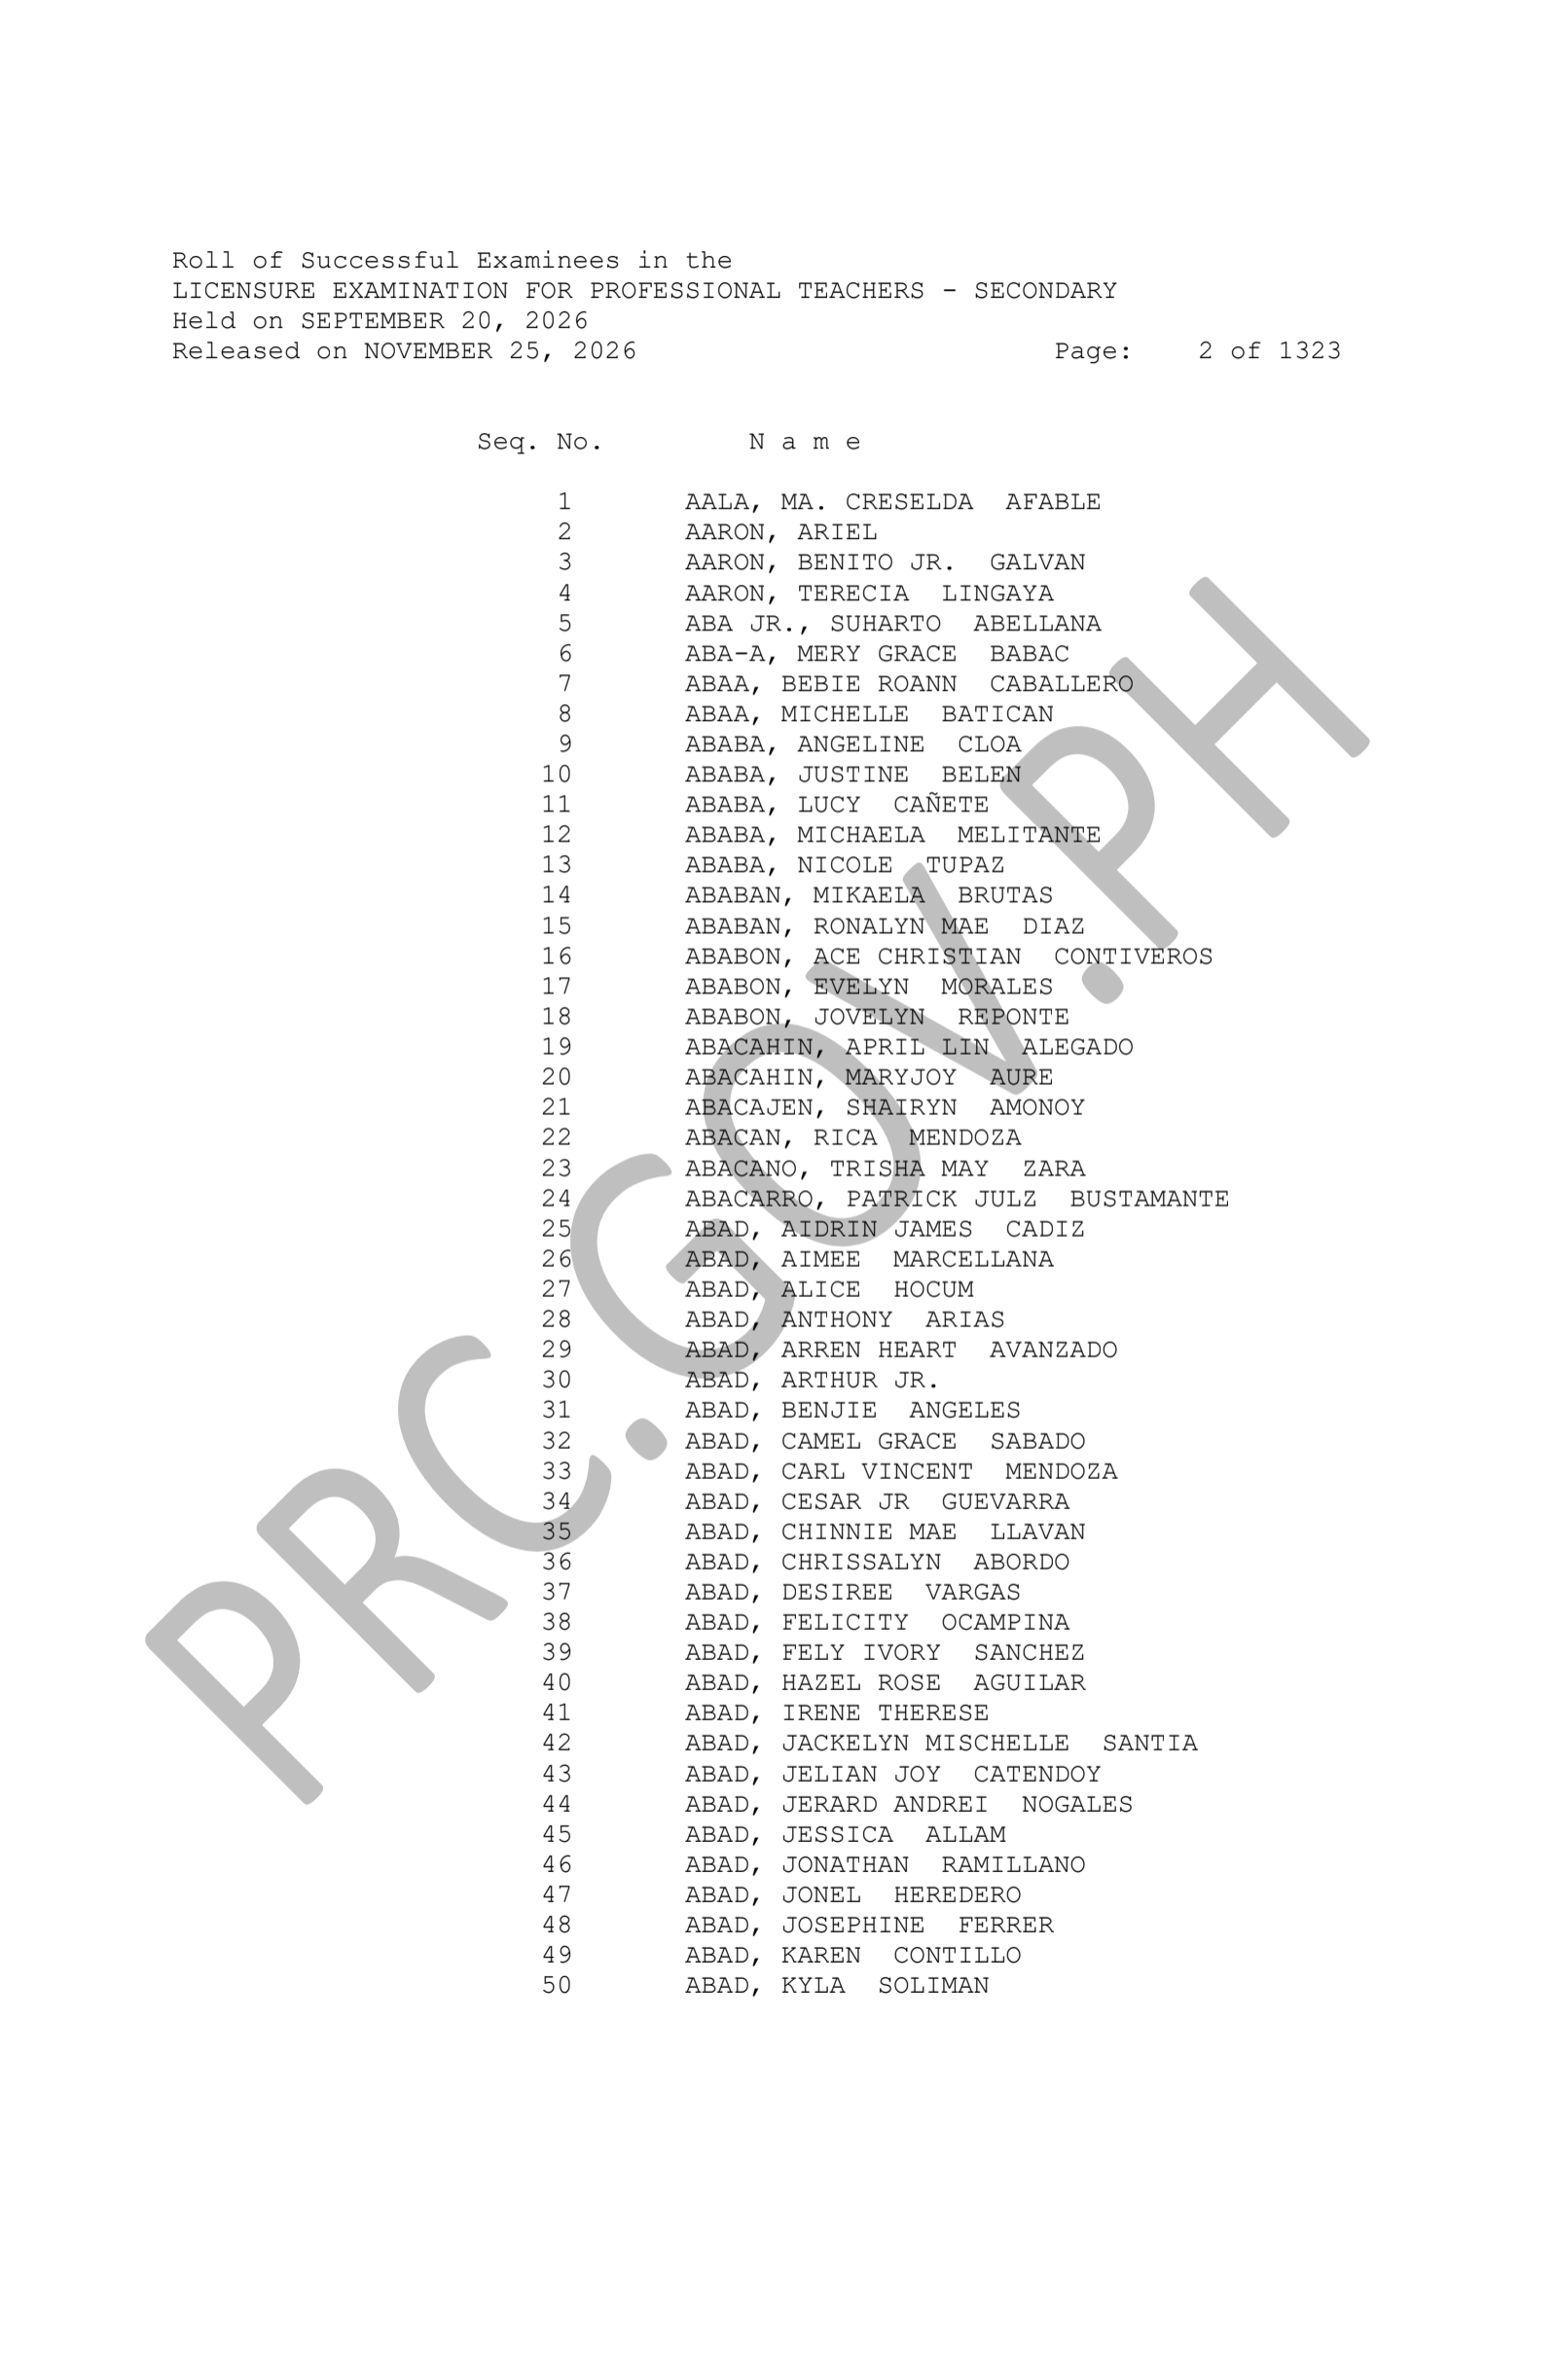 Roll of Successful Examinees in the
LICENSURE EXAMINATION FOR PROFESSIONAL TEACHERS - SECONDARY
Held on SEPTEMBER 20, 2026
Released on NOVEMBER 25, 2026 Page: 2 of 1323
Seq. No. N a m e
1 AALA, MA. CRESELDA AFABLE
2 AARON, ARIEL
3 AARON, BENITO JR. GALVAN
4 AARON, TERECIA LINGAYA
5 ABA JR., SUHARTO ABELLANA
6 ABA-A, MERY GRACE BABAC
7 ABAA, BEBIE ROANN CABALLERO
8 ABAA, MICHELLE BATICAN
9 ABABA, ANGELINE CLOA
10 ABABA, JUSTINE BELEN
11 ABABA, LUCY CAÑETE
12 ABABA, MICHAELA MELITANTE
13 ABABA, NICOLE TUPAZ
14 ABABAN, MIKAELA BRUTAS
15 ABABAN, RONALYN MAE DIAZ
16 ABABON, ACE CHRISTIAN CONTIVEROS
17 ABABON, EVELYN MORALES
18 ABABON, JOVELYN REPONTE
19 ABACAHIN, APRIL LIN ALEGADO
20 ABACAHIN, MARYJOY AURE
21 ABACAJEN, SHAIRYN AMONOY
22 ABACAN, RICA MENDOZA
23 ABACANO, TRISHA MAY ZARA
24 ABACARRO, PATRICK JULZ BUSTAMANTE
25 ABAD, AIDRIN JAMES CADIZ
26 ABAD, AIMEE MARCELLANA
27 ABAD, ALICE HOCUM
28 ABAD, ANTHONY ARIAS
29 ABAD, ARREN HEART AVANZADO
30 ABAD, ARTHUR JR.
31 ABAD, BENJIE ANGELES
32 ABAD, CAMEL GRACE SABADO
33 ABAD, CARL VINCENT MENDOZA
34 ABAD, CESAR JR GUEVARRA
35 ABAD, CHINNIE MAE LLAVAN
36 ABAD, CHRISSALYN ABORDO
37 ABAD, DESIREE VARGAS
38 ABAD, FELICITY OCAMPINA
39 ABAD, FELY IVORY SANCHEZ
40 ABAD, HAZEL ROSE AGUILAR
41 ABAD, IRENE THERESE
42 ABAD, JACKELYN MISCHELLE SANTIA
43 ABAD, JELIAN JOY CATENDOY
44 ABAD, JERARD ANDREI NOGALES
45 ABAD, JESSICA ALLAM
46 ABAD, JONATHAN RAMILLANO
47 ABAD, JONEL HEREDERO
48 ABAD, JOSEPHINE FERRER
49 ABAD, KAREN CONTILLO
50 ABAD, KYLA SOLIMAN
PRC.GOV.PH